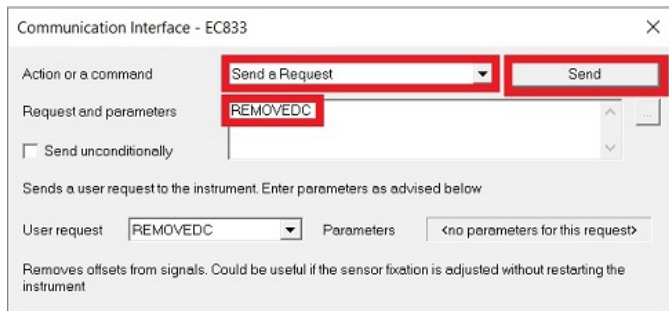 Communication Interface - EC833
Action or a command
Send a Request
Send
Request and parameters
REMOVEDC
...
Send unconditionally
Sends a user request to the instrument. Enter parameters as advised below
User request
REMOVEDC
Parameters
<no parameters for this request>
Removes offsets from signals. Could be useful if the sensor fixation is adjusted without restarting the
instrument